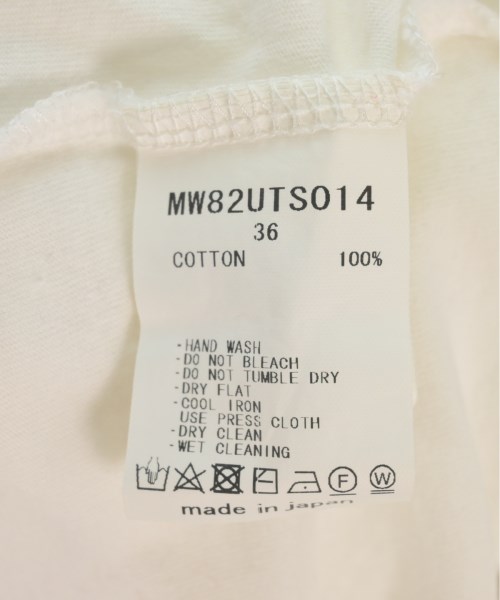 MW82UTS014
36
COTTON 100%
-HAND WASH
-DO NOT BLEACH
-DO NOT TUMBLE DRY
-DRY FLAT
-COOL IRON
USE PRESS CLOTH
-DRY CLEAN
-WET CLEANING
F W
made in japan